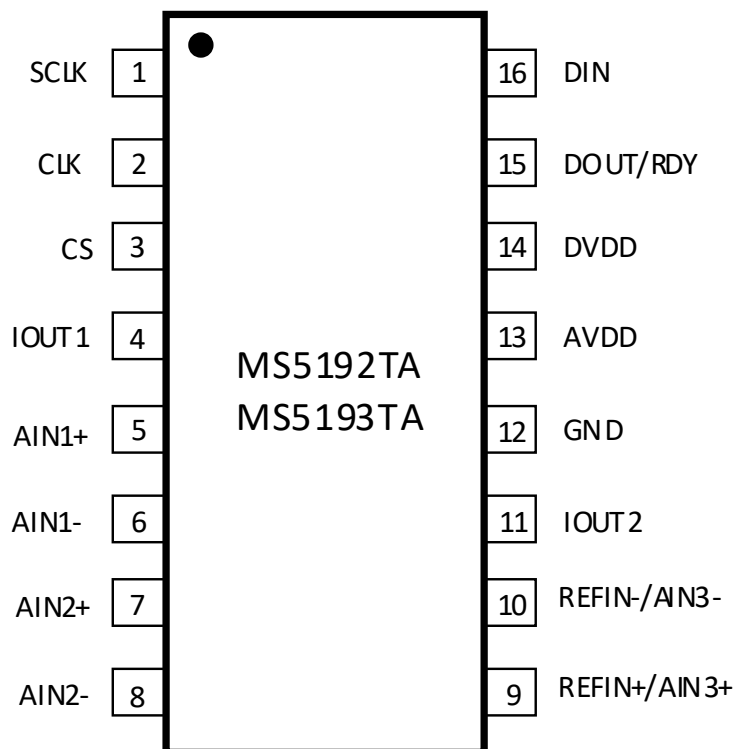 SCLK 1 16 DIN
CLK 2 15 DOUT/RDY
CS 3 14 DVDD
IOUT1 4 13 AVDD
MS5192TA
MS5193TA
AIN1+ 5 12 GND
AIN1- 6 11 IOUT2
AIN2+ 7 10 REFIN-/AIN3-
AIN2- 8 9 REFIN+/AIN3+